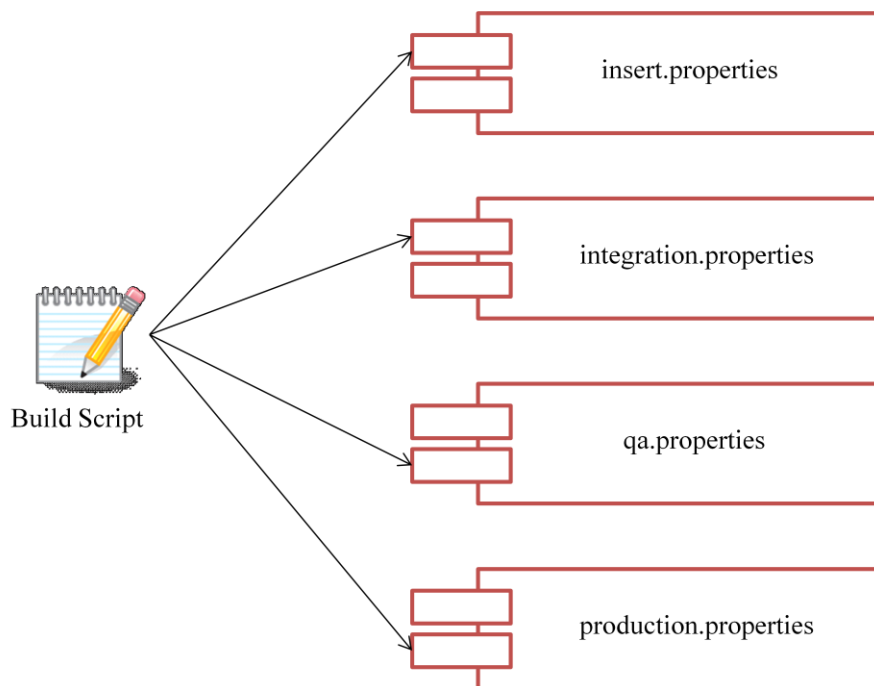 insert.properties
integration.properties
Build Script
qa.properties
production.properties